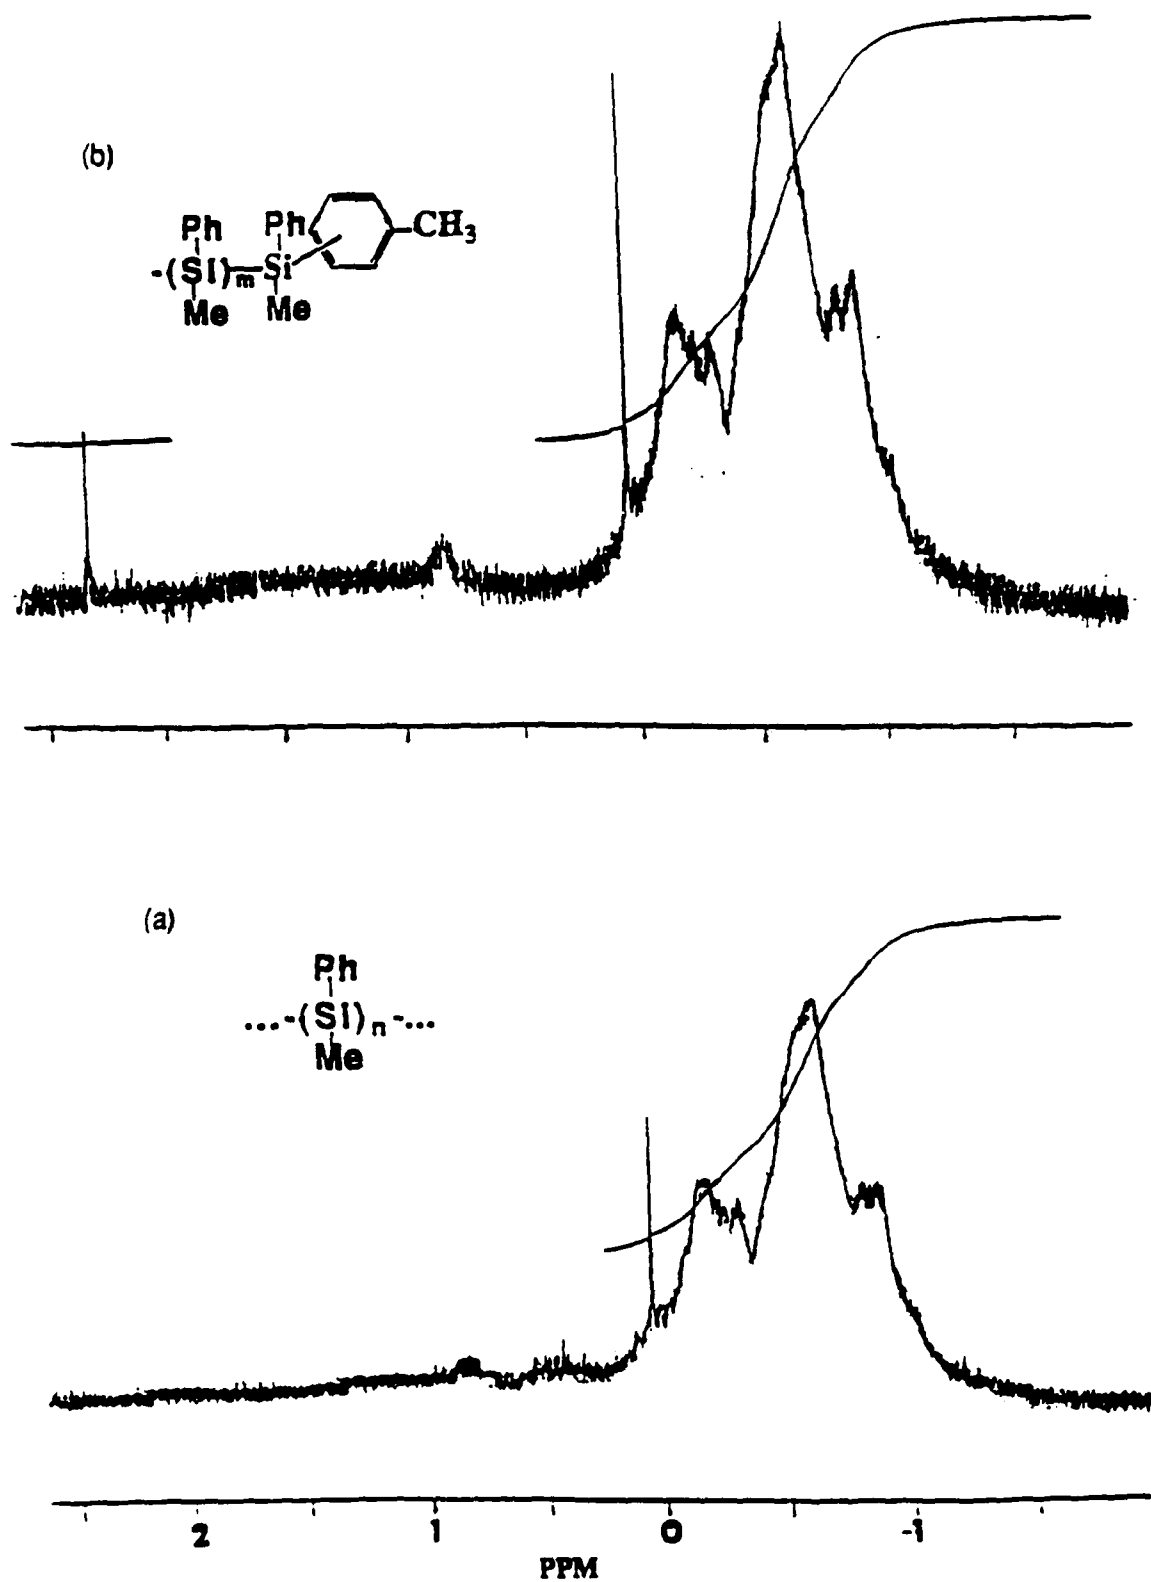 (b)
Ph Ph
-(SI)m Si CH3
Me Me
(a)
Ph
...-(SI)n-...
Me
2 1 0 -1
PPM